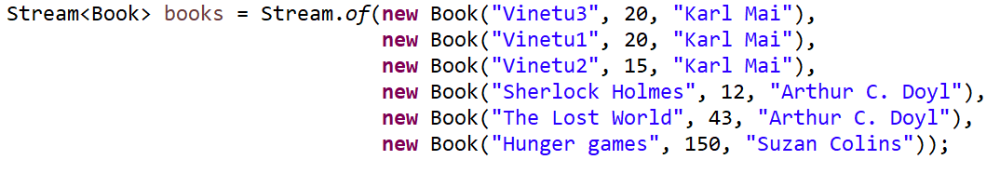 Stream<Book> books = Stream.of(new Book("Vinetu3", 20, "Karl Mai"),
new Book("Vinetu1", 20, "Karl Mai"),
new Book("Vinetu2", 15, "Karl Mai"),
new Book("Sherlock Holmes", 12, "Arthur C. Doyl"),
new Book("The Lost World", 43, "Arthur C. Doyl"),
new Book("Hunger games", 150, "Suzan Colins"));